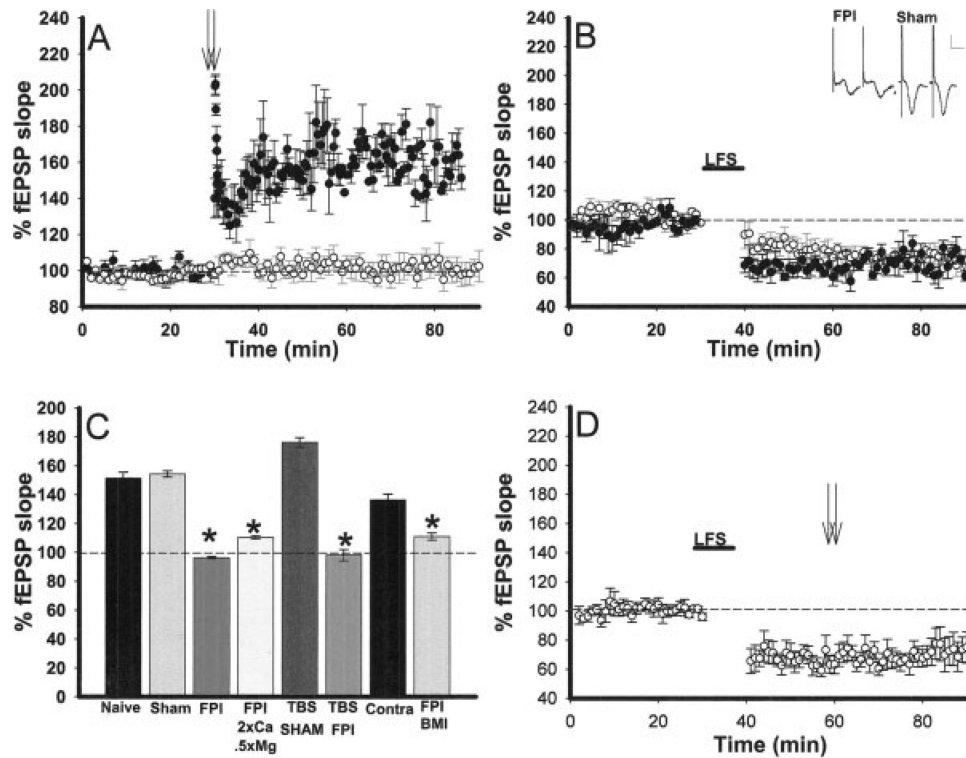 A
% fEPSP slope
240
220
200
180
160
140
120
100
80
0 20 40 60 80
Time (min)
B
FPI Sham
LFS
% fEPSP slope
240
220
200
180
160
140
120
100
80
60
40
0 20 40 60 80
Time (min)
C
% fEPSP slope
200
180
160
140
120
100
80
60
40
20
0
* * * *
Naive Sham FPI FPI TBS TBS Contra FPI
2xCa SHAM FPI BMI
.5xMg
D
LFS
% fEPSP slope
240
220
200
180
160
140
120
100
80
60
40
0 20 40 60 80
Time (min)